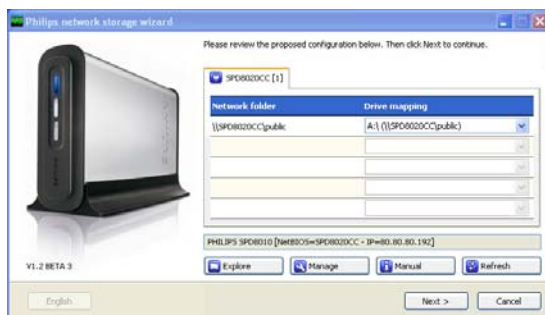 Philips network storage wizard
Please review the proposed configuration below. Then click Next to continue.
SPD8020CC [1]
Network folder Drive mapping
\\SPD8020CC\public A:\ (\\SPD8020CC\public)
PHILIPS SPD8010 [NetBIOS=SPD8020CC - IP=80.80.80.192]
V1.2 BETA 3
Explore Manage Manual Refresh
English Next > Cancel